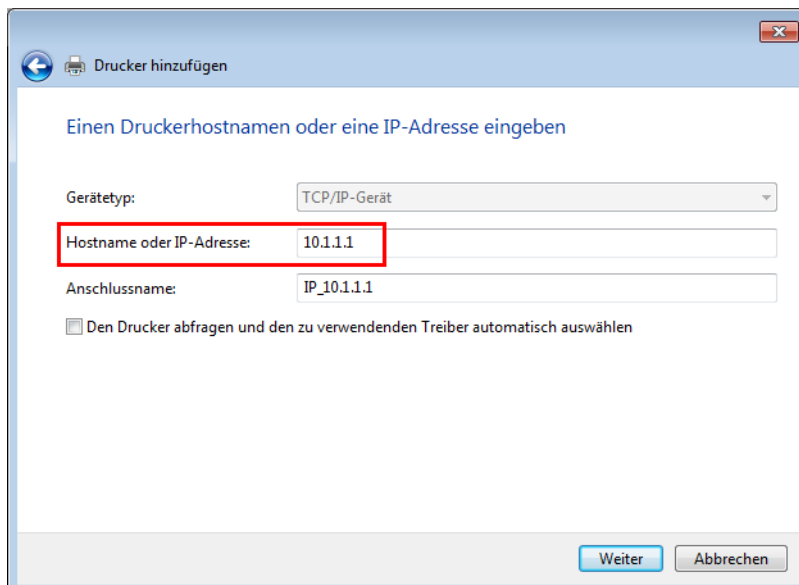 Drucker hinzufügen
Einen Druckerhostnamen oder eine IP-Adresse eingeben
Gerätetyp: TCP/IP-Gerät
Hostname oder IP-Adresse: 10.1.1.1
Anschlussname: IP_10.1.1.1
Den Drucker abfragen und den zu verwendenden Treiber automatisch auswählen
Weiter Abbrechen